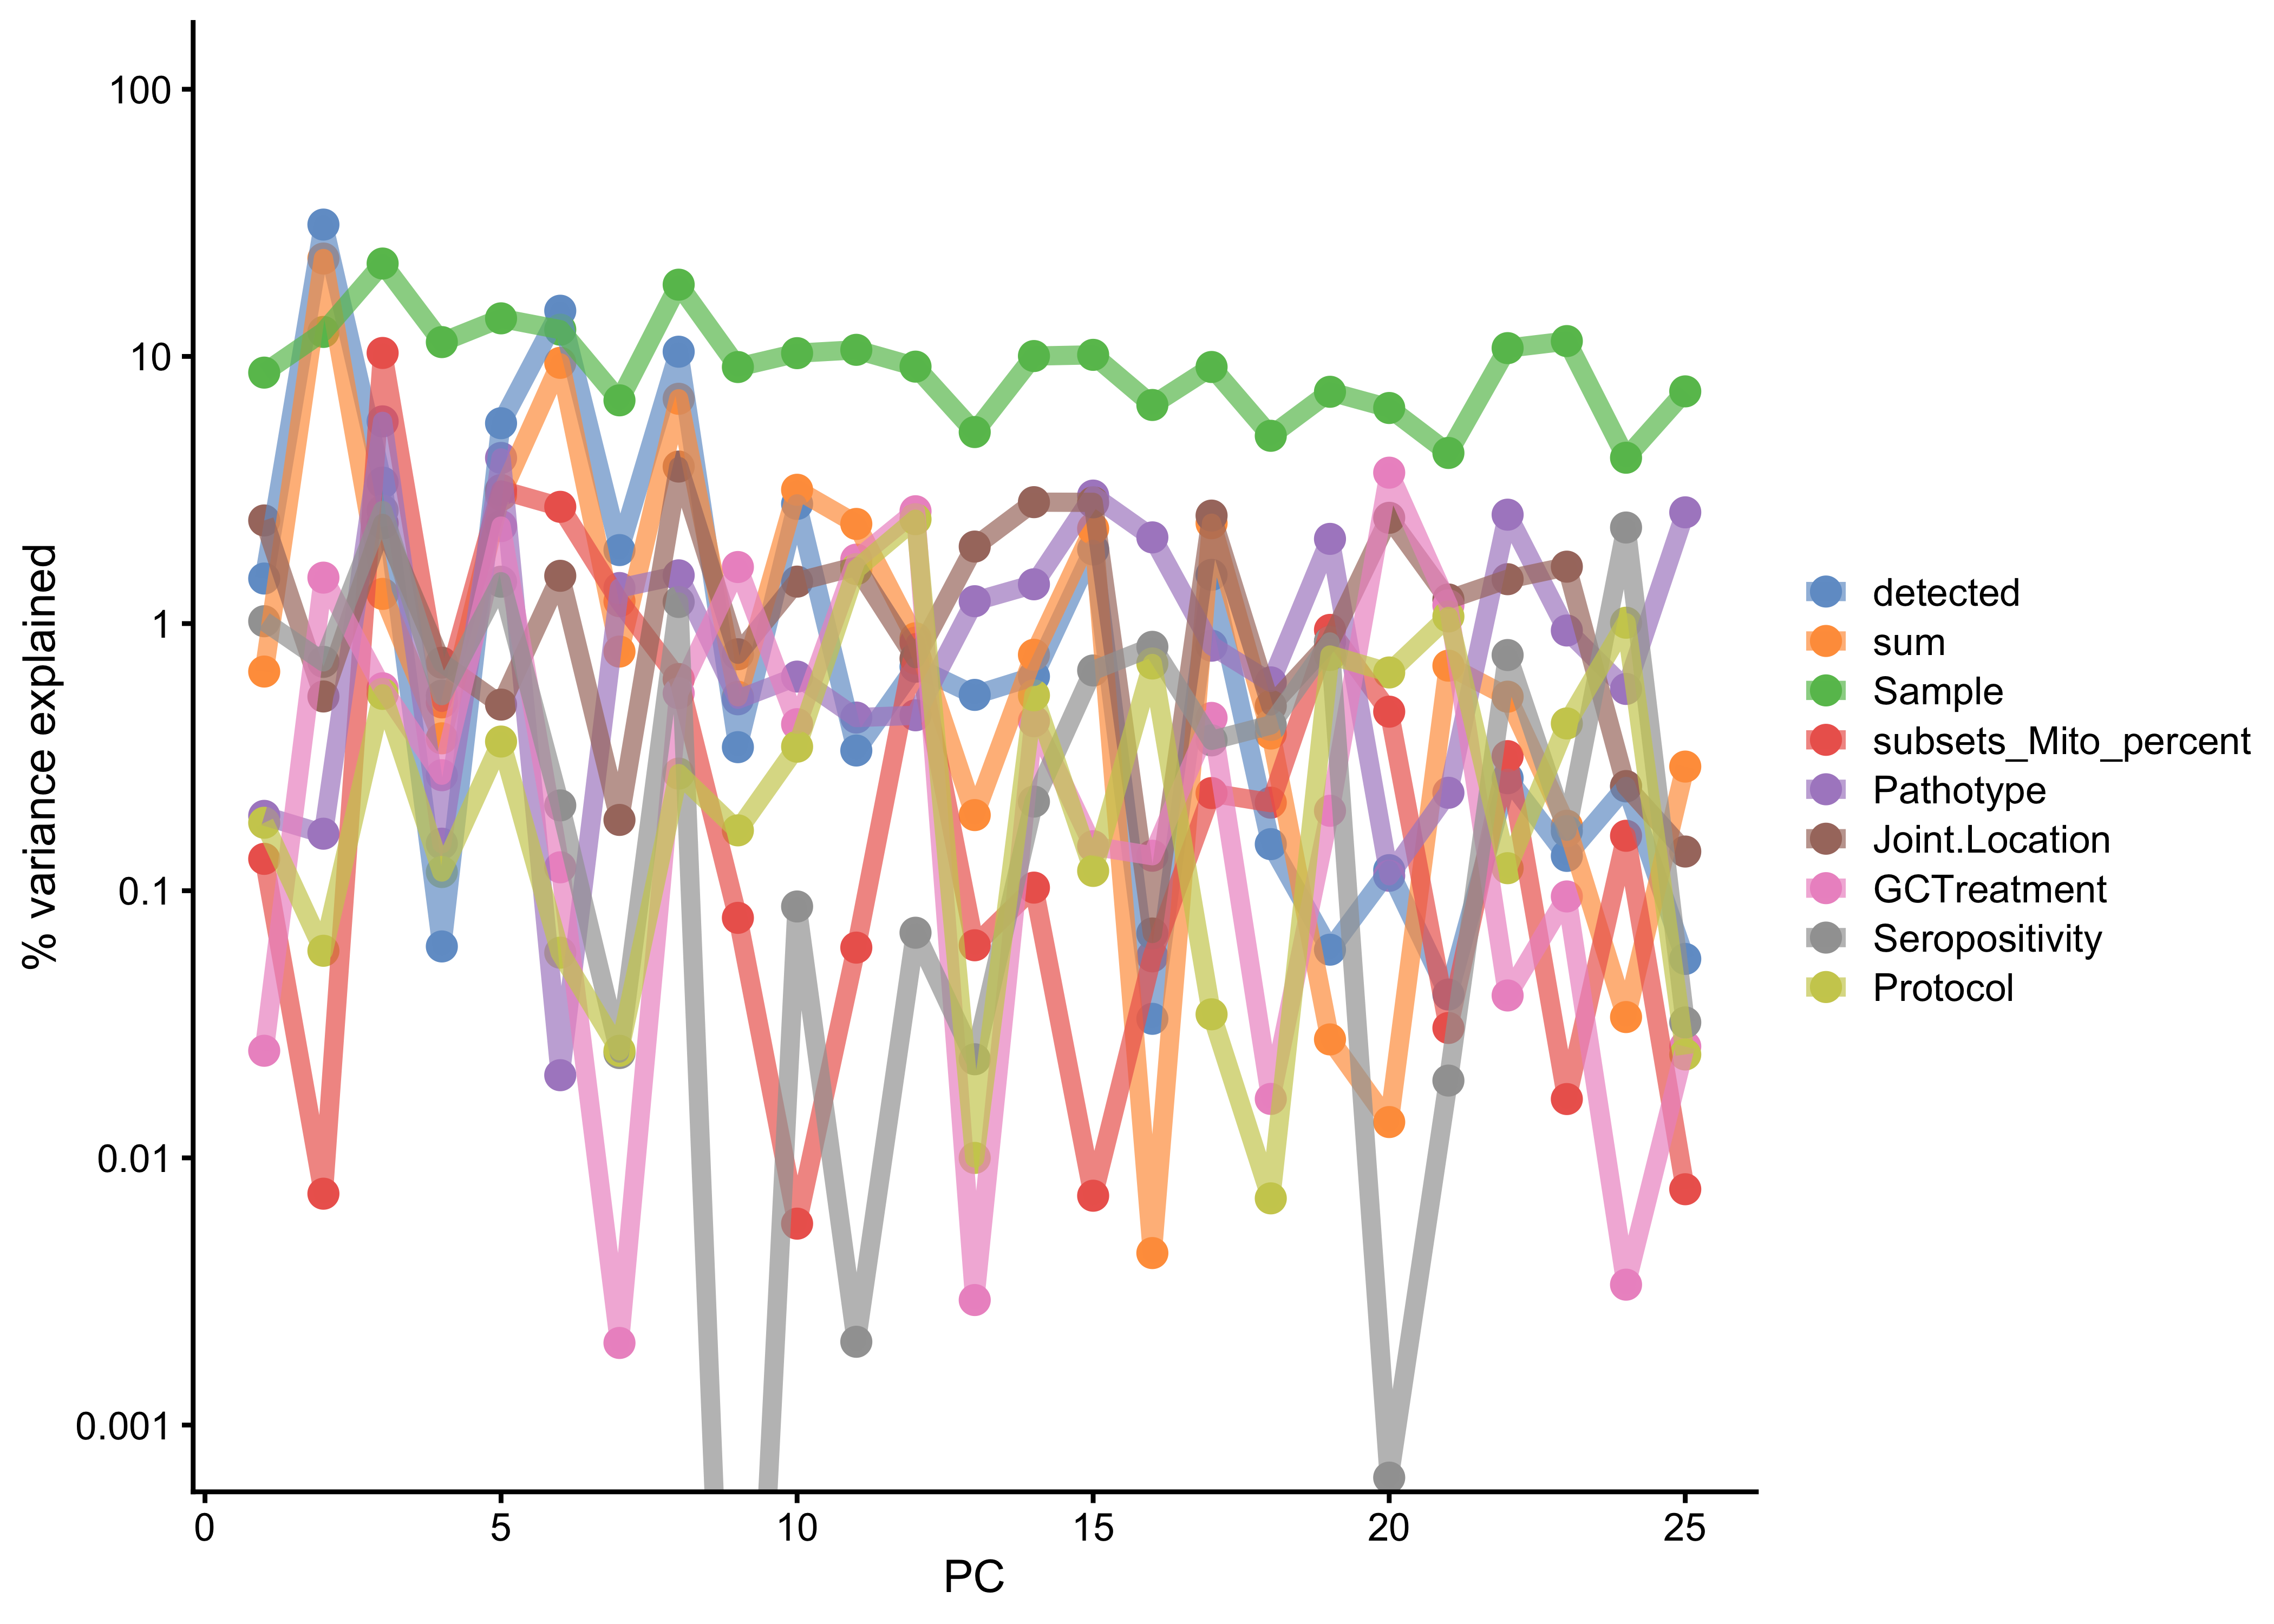 % variance explained
100
10
1
0.1
0.01
0.001
0 5 10 15 20 25
PC
detected
sum
Sample
subsets_Mito_percent
Pathotype
Joint.Location
GCTreatment
Seropositivity
Protocol